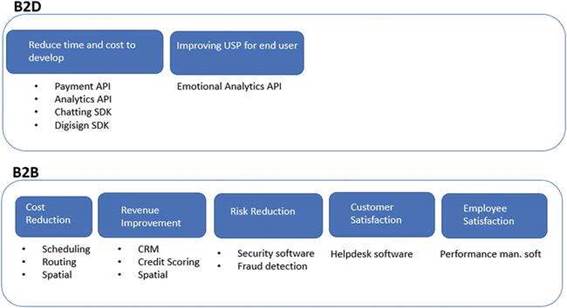 B2D
Reduce time and cost to
develop
Improving USP for end user
• Payment API
• Analytics API
• Chatting SDK
• Digisign SDK
Emotional Analytics API
B2B
Cost
Reduction
Revenue
Improvement
Risk Reduction
Customer
Satisfaction
Employee
Satisfaction
• Scheduling
• Routing
• Spatial
• CRM
• Credit Scoring
• Spatial
• Security software
• Fraud detection
Helpdesk software
Performance man. soft